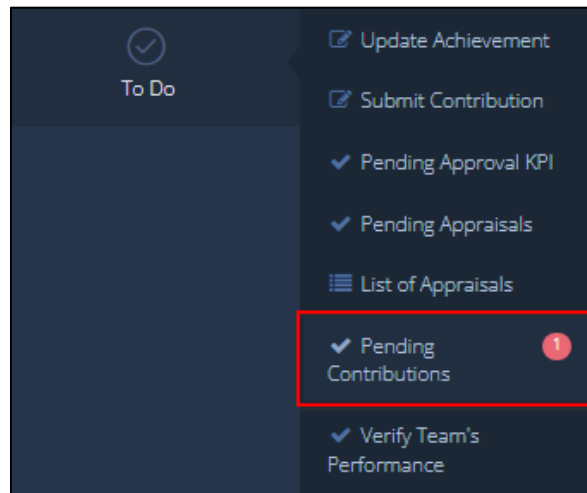 To Do
Update Achievement
Submit Contribution
Pending Approval KPI
Pending Appraisals
List of Appraisals
Pending
Contributions
1
Verify Team's
Performance